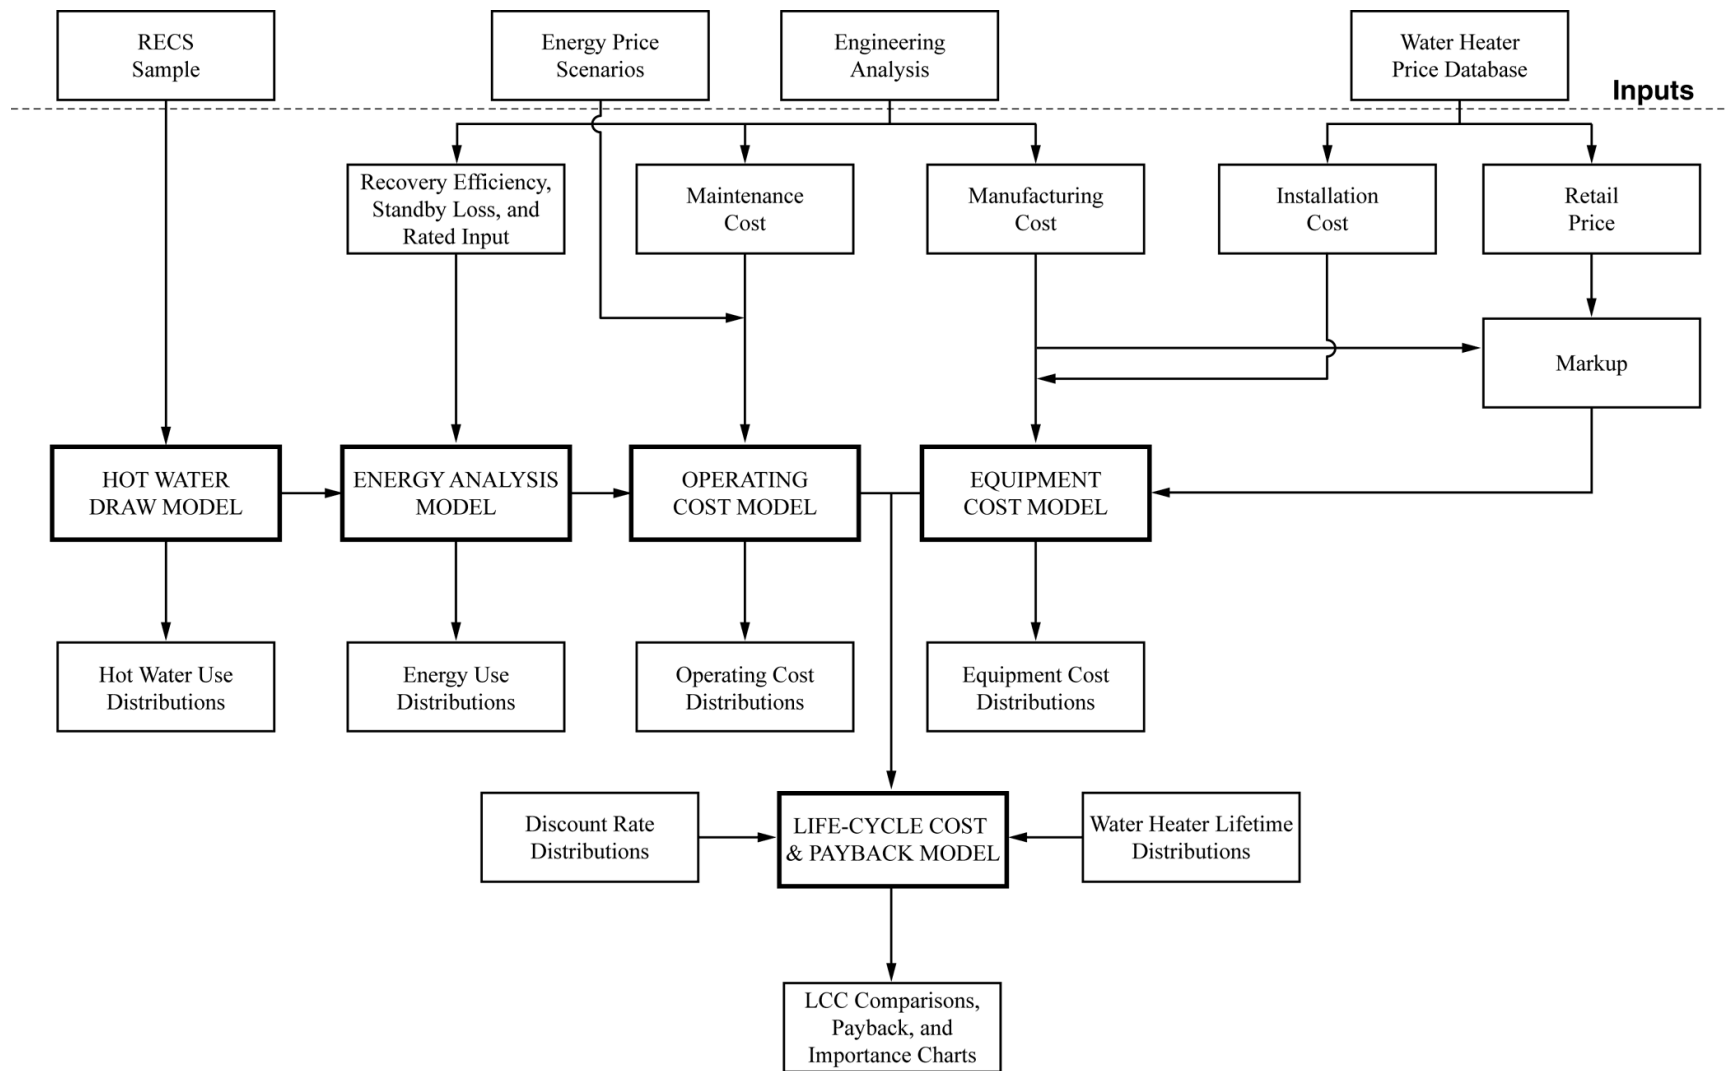 RECS
Sample
Energy Price
Scenarios
Engineering
Analysis
Water Heater
Price Database
Inputs
Recovery Efficiency,
Standby Loss, and
Rated Input
Maintenance
Cost
Manufacturing
Cost
Installation
Cost
Retail
Price
Markup
HOT WATER
DRAW MODEL
ENERGY ANALYSIS
MODEL
OPERATING
COST MODEL
EQUIPMENT
COST MODEL
Hot Water Use
Distributions
Energy Use
Distributions
Operating Cost
Distributions
Equipment Cost
Distributions
Discount Rate
Distributions
LIFE-CYCLE COST
& PAYBACK MODEL
Water Heater Lifetime
Distributions
LCC Comparisons,
Payback, and
Importance Charts